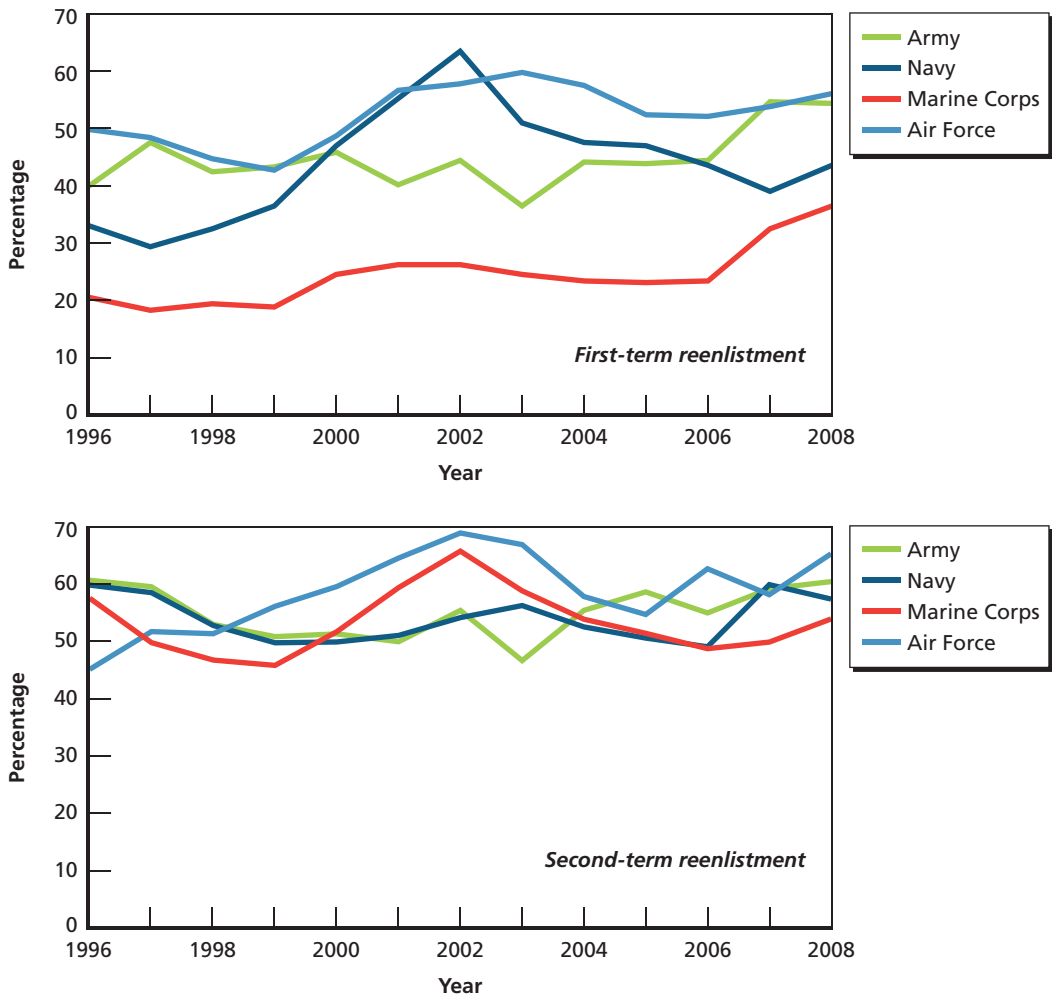 70
60
50
40
30
20
10
0
Percentage
1996 1998 2000 2002 2004 2006 2008
Year
First-term reenlistment
Army
Navy
Marine Corps
Air Force
70
60
50
40
30
20
10
0
Percentage
1996 1998 2000 2002 2004 2006 2008
Year
Second-term reenlistment
Army
Navy
Marine Corps
Air Force